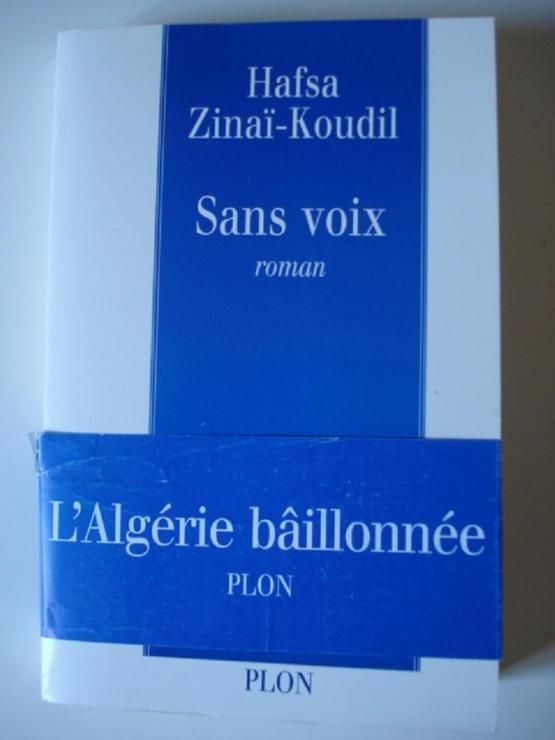 Hafsa
Zinaï-Koudil
Sans voix
roman
L'Algérie bâillonnée
PLON
PLON